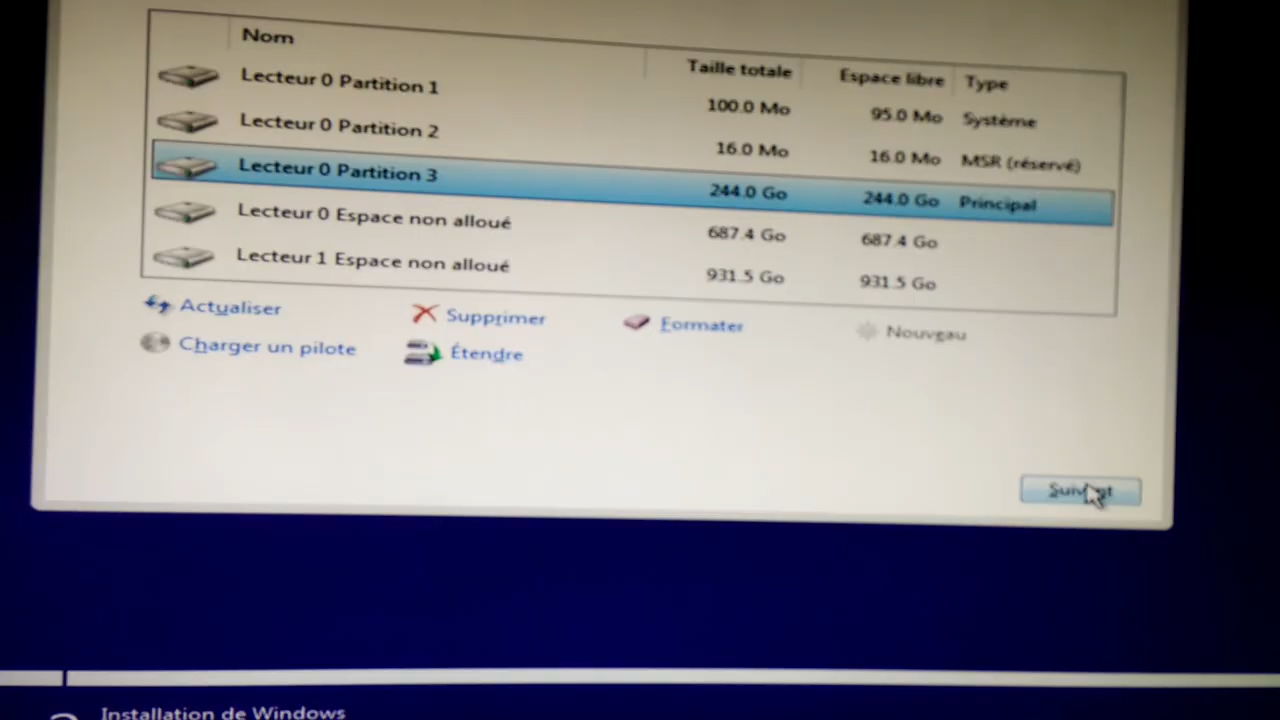 Nom Taille totale Espace libre Type
Lecteur 0 Partition 1 100.0 Mo 95.0 Mo Système
Lecteur 0 Partition 2 16.0 Mo 16.0 Mo MSR (réservé)
Lecteur 0 Partition 3 244.0 Go 244.0 Go Principal
Lecteur 0 Espace non alloué 687.4 Go 687.4 Go
Lecteur 1 Espace non alloué 931.5 Go 931.5 Go
Actualiser Supprimer Formater Nouveau
Charger un pilote Étendre
Suivant
Installation de Windows